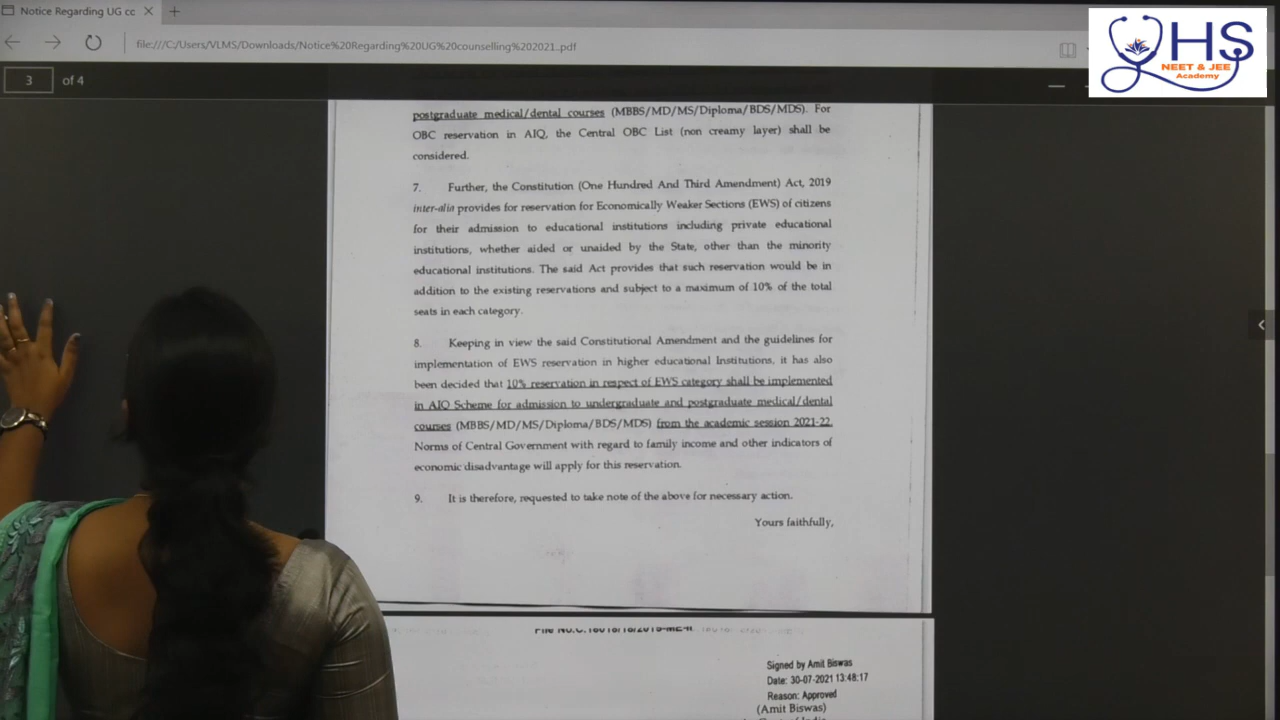 Notice Regarding UG cc
file:///C:/Users/VLMS/Downloads/Notice%20Regarding%20UG%20counselling%202021..pdf
3 of 4
HS
NEET & JEE
Academy
postgraduate medical/dental courses (MBBS/MD/MS/Diploma/BDS/MDS). For
OBC reservation in AIQ, the Central OBC List (non creamy layer) shall be
considered.
7. Further, the Constitution (One Hundred And Third Amendment) Act, 2019
inter-alia provides for reservation for Economically Weaker Sections (EWS) of citizens
for their admission to educational institutions including private educational
institutions, whether aided or unaided by the State, other than the minority
educational institutions. The said Act provides that such reservation would be in
addition to the existing reservations and subject to a maximum of 10% of the total
seats in each category.
8. Keeping in view the said Constitutional Amendment and the guidelines for
implementation of EWS reservation in higher educational Institutions, it has also
been decided that 10% reservation in respect of EWS category shall be implemented
in AIQ Scheme for admission to undergraduate and postgraduate medical/dental
courses (MBBS/MD/MS/Diploma/BDS/MDS) from the academic session 2021-22.
Norms of Central Government with regard to family income and other indicators of
economic disadvantage will apply for this reservation.
9. It is therefore, requested to take note of the above for necessary action.
Yours faithfully,
Signed by Amit Biswas
Date: 30-07-2021 13:48:17
Reason: Approved
(Amit Biswas)